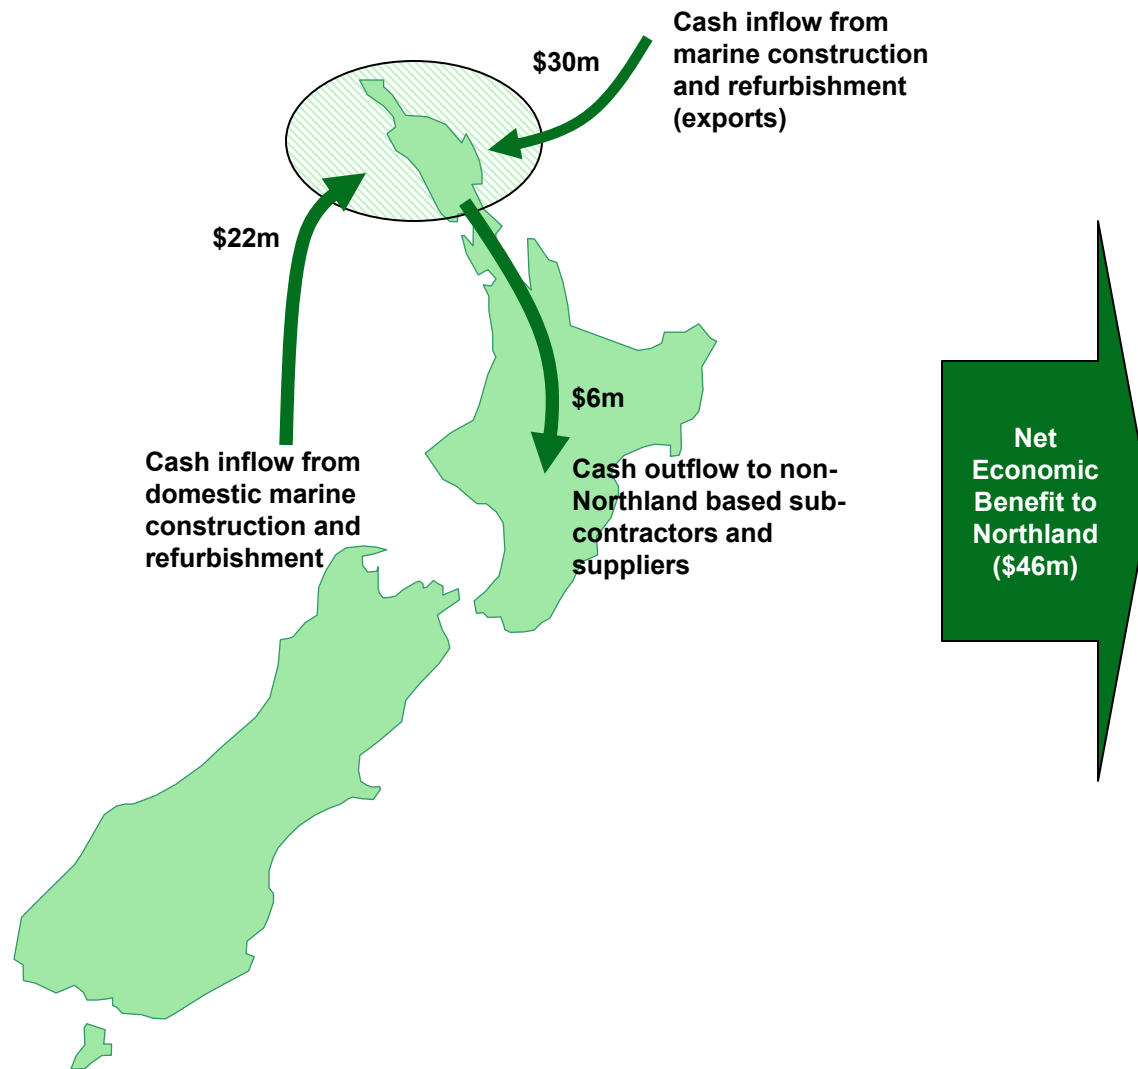 Cash inflow from
marine construction
and refurbishment
(exports)
$30m
$22m
$6m
Cash inflow from
domestic marine
construction and
refurbishment
Cash outflow to non-
Northland based sub-
contractors and
suppliers
Net
Economic
Benefit to
Northland
($46m)